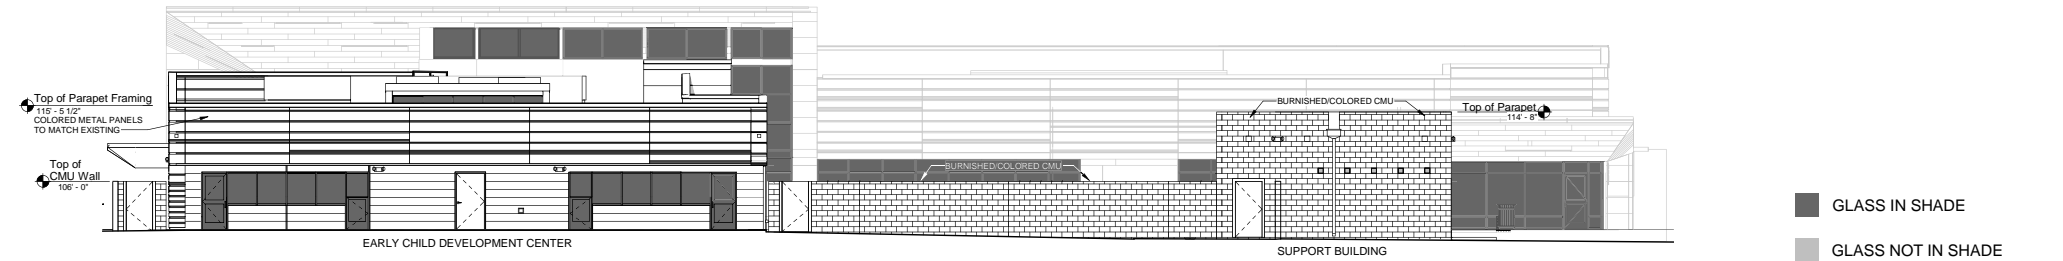 Top of Parapet Framing
115' - 5 1/2"
COLORED METAL PANELS
TO MATCH EXISTING
Top of
CMU Wall
106' - 0"
BURNISHED/COLORED CMU
BURNISHED/COLORED CMU
Top of Parapet
114' - 8"
EARLY CHILD DEVELOPMENT CENTER
SUPPORT BUILDING
GLASS IN SHADE
GLASS NOT IN SHADE